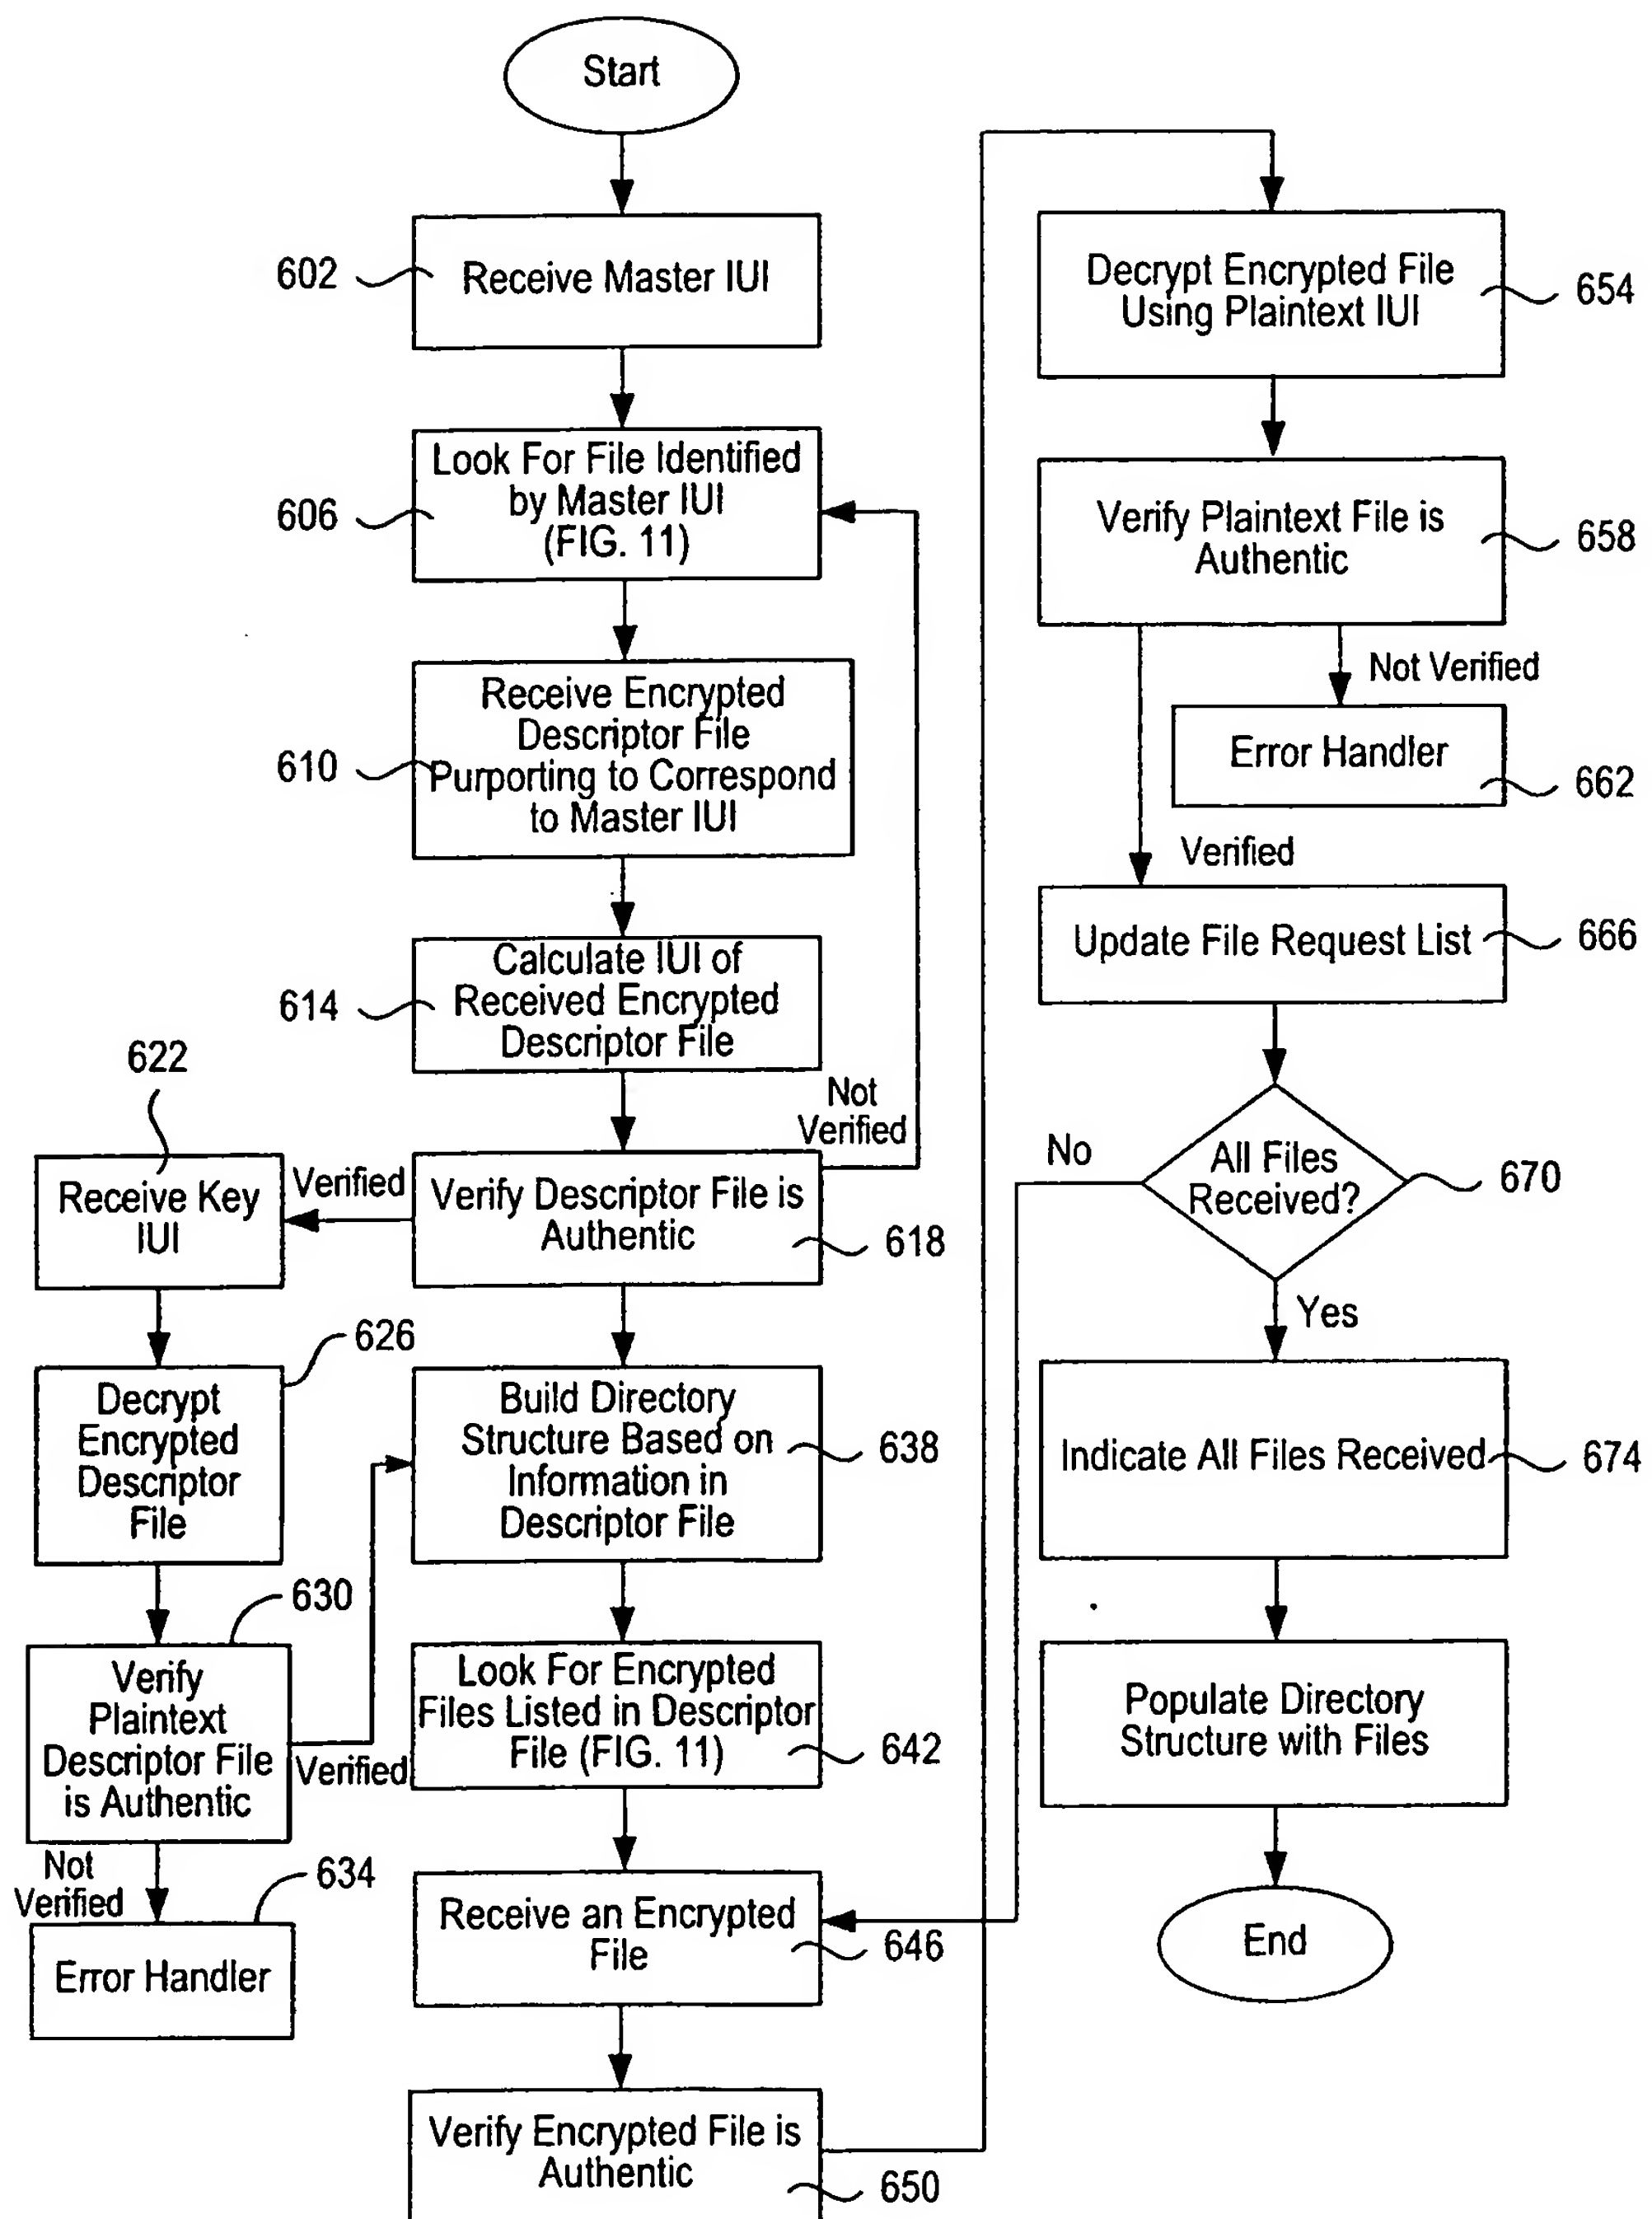 Start
602
Receive Master IUI
606
Look For File Identified
by Master IUI
(FIG. 11)
610
Receive Encrypted
Descriptor File
Purporting to Correspond
to Master IUI
614
Calculate IUI of
Received Encrypted
Descriptor File
Not
Verified
622
Receive Key
IUI
Verified
Verify Descriptor File is
Authentic
618
626
Decrypt
Encrypted
Descriptor
File
Build Directory
Structure Based on
Information in
Descriptor File
638
630
Verify
Plaintext
Descriptor File
is Authentic
Verified
Look For Encrypted
Files Listed in Descriptor
File (FIG. 11)
642
Not
Verified
634
Error Handler
Receive an Encrypted
File
646
Verify Encrypted File is
Authentic
650
Decrypt Encrypted File
Using Plaintext IUI
654
Verify Plaintext File is
Authentic
658
Not Verified
Error Handler
662
Verified
Update File Request List
666
No
All Files
Received?
670
Yes
Indicate All Files Received
674
Populate Directory
Structure with Files
End